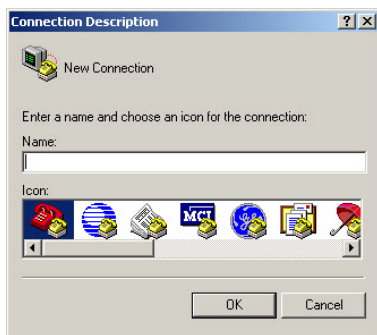 Connection Description
New Connection
Enter a name and choose an icon for the connection:
Name:
Icon:
MCI
OK
Cancel